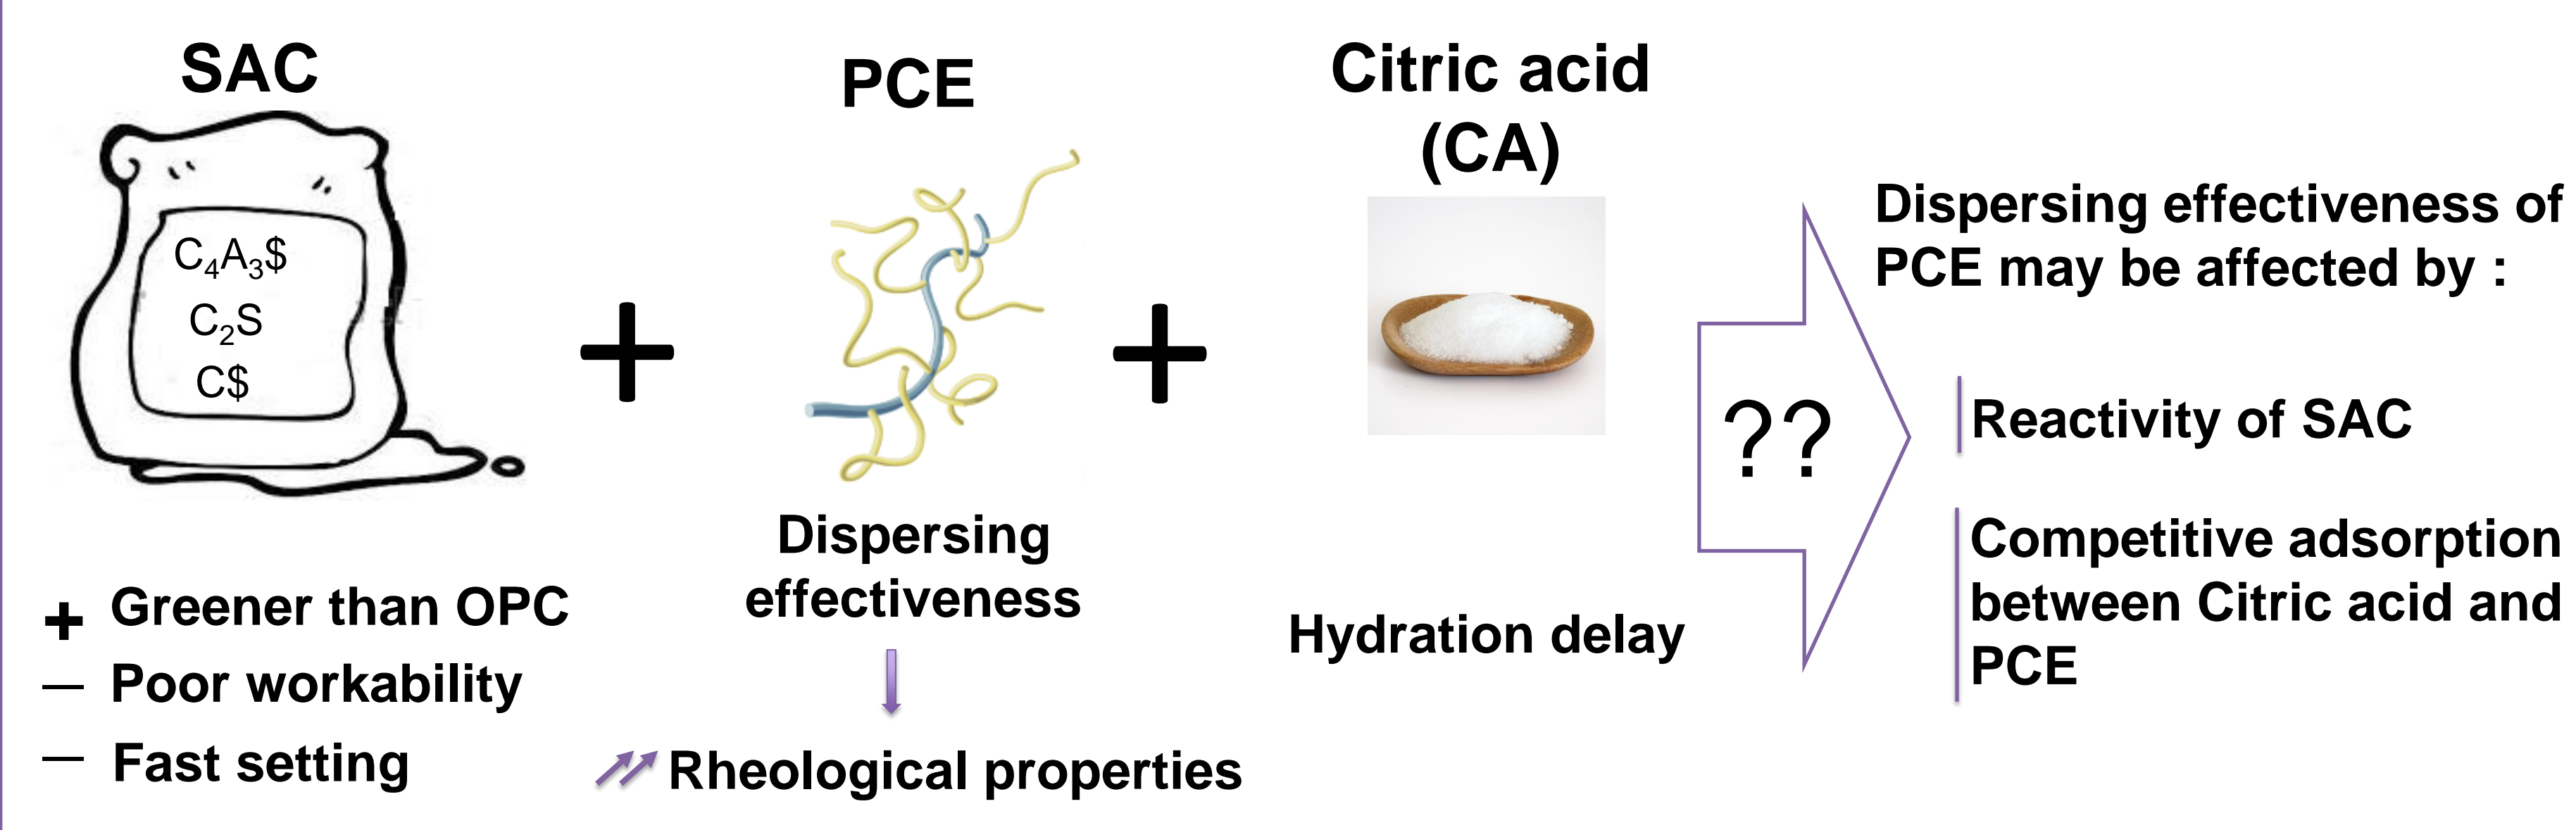 SAC
C₄A₃$
C₂S
C$
+ Greener than OPC
— Poor workability
— Fast setting
+
PCE
Dispersing
effectiveness
Rheological properties
+
Citric acid
(CA)
Hydration delay
??
Dispersing effectiveness of
PCE may be affected by :
Reactivity of SAC
Competitive adsorption
between Citric acid and
PCE